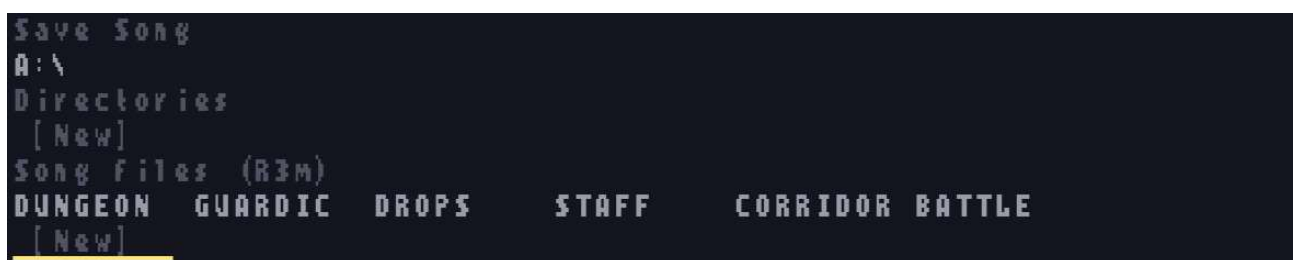 Save Song
A:\
Directories
[New]
Song files (R3m)
DUNGEON GUARDIC DROPS STAFF CORRIDOR BATTLE
[New]